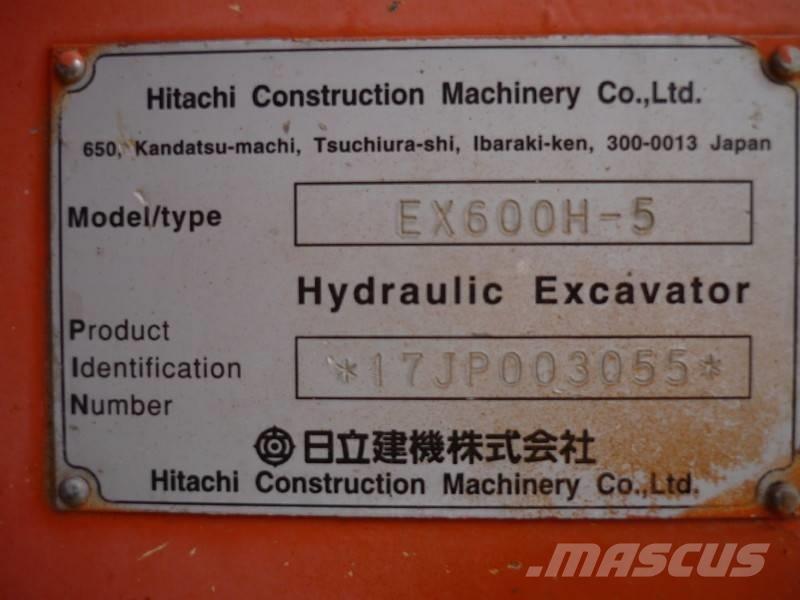 Hitachi Construction Machinery Co.,Ltd.
650, Kandatsu-machi, Tsuchiura-shi, Ibaraki-ken, 300-0013 Japan
Model/type EX600H-5
Hydraulic Excavator
Product
Identification *17JP003055*
Number
日立建機株式会社
Hitachi Construction Machinery Co.,Ltd.
.MASCUS